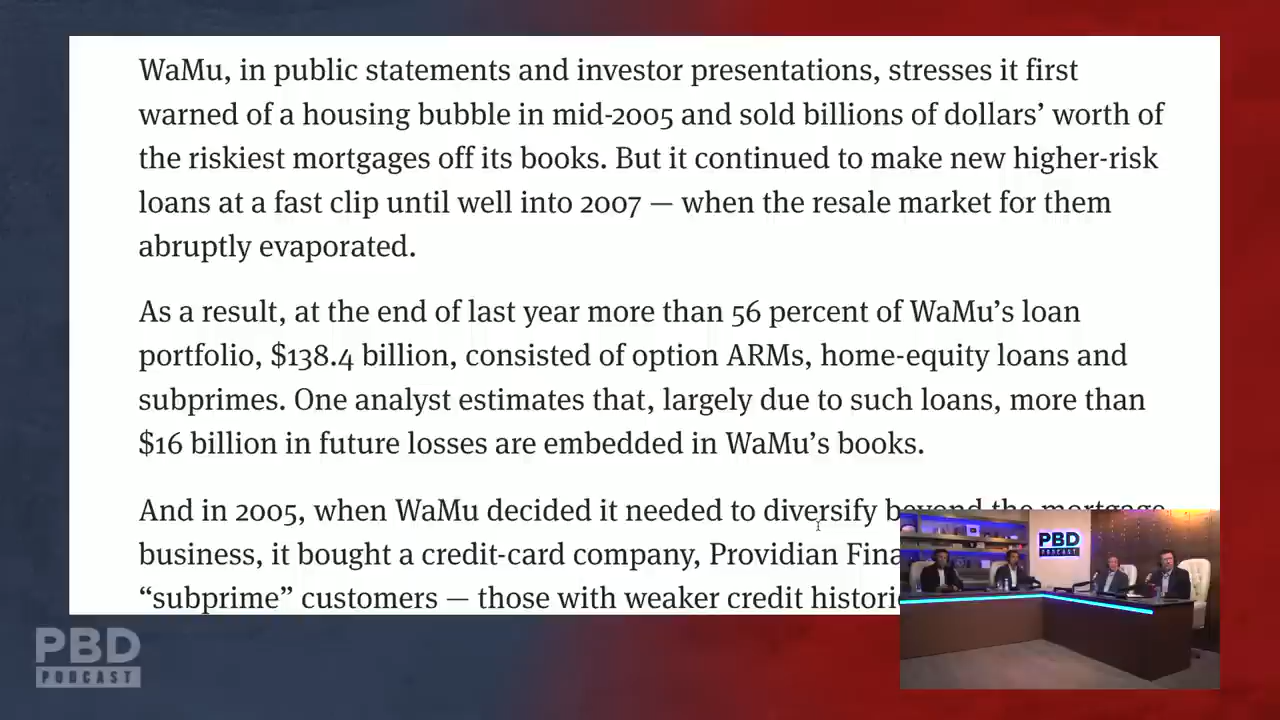 WaMu, in public statements and investor presentations, stresses it first
warned of a housing bubble in mid-2005 and sold billions of dollars’ worth of
the riskiest mortgages off its books. But it continued to make new higher-risk
loans at a fast clip until well into 2007 — when the resale market for them
abruptly evaporated.
As a result, at the end of last year more than 56 percent of WaMu’s loan
portfolio, $138.4 billion, consisted of option ARMs, home-equity loans and
subprimes. One analyst estimates that, largely due to such loans, more than
$16 billion in future losses are embedded in WaMu’s books.
And in 2005, when WaMu decided it needed to diversify beyond the mortgage
business, it bought a credit-card company, Providian
“subprime” customers — those with weaker credit
PBD
PODCAST
PBD
PODCAST